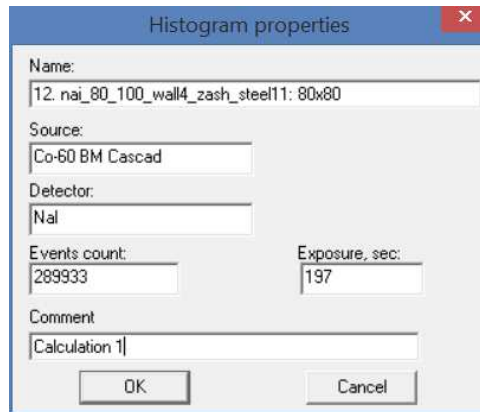 Histogram properties
Name:
12. nai_80_100_wall4_zash_steel11: 80x80
Source:
Co-60 BM Cascad
Detector:
NaI
Events count: Exposure, sec:
289933 197
Comment
Calculation 1
OK Cancel